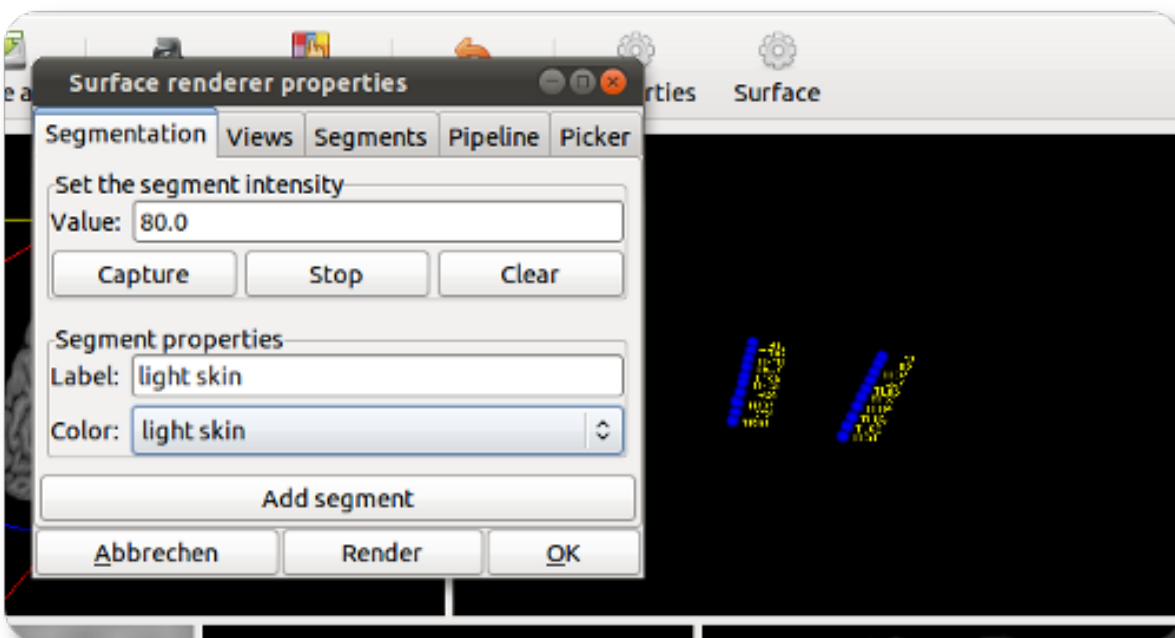 Surface renderer properties
rties
Surface
Segmentation
Views
Segments
Pipeline
Picker
Set the segment intensity
Value: 80.0
Capture
Stop
Clear
Segment properties
Label: light skin
Color: light skin
Add segment
Abbrechen
Render
OK